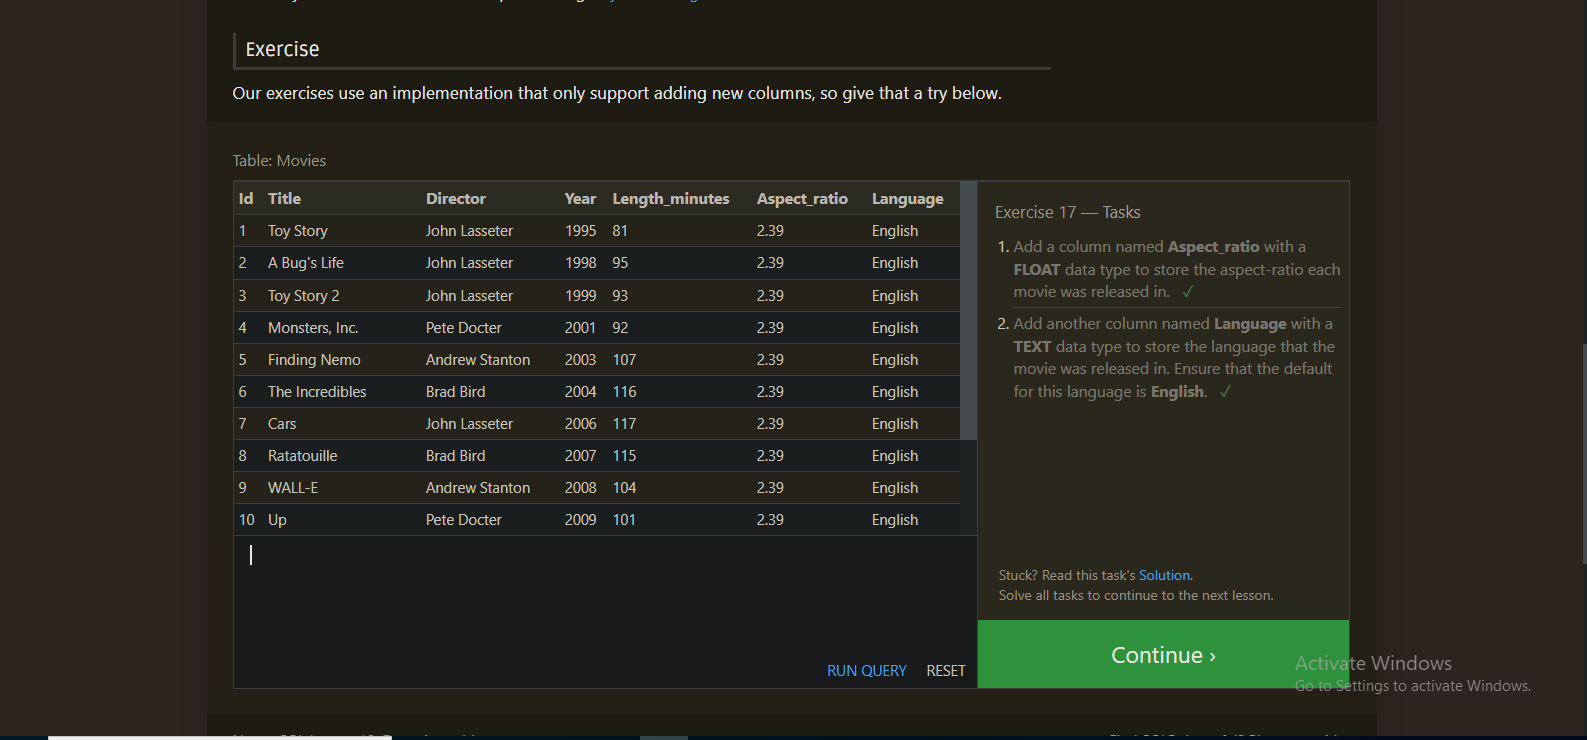 Exercise
Our exercises use an implementation that only support adding new columns, so give that a try below.
Table: Movies
Id Title Director Year Length_minutes Aspect_ratio Language
1 Toy Story John Lasseter 1995 81 2.39 English
2 A Bug's Life John Lasseter 1998 95 2.39 English
3 Toy Story 2 John Lasseter 1999 93 2.39 English
4 Monsters, Inc. Pete Docter 2001 92 2.39 English
5 Finding Nemo Andrew Stanton 2003 107 2.39 English
6 The Incredibles Brad Bird 2004 116 2.39 English
7 Cars John Lasseter 2006 117 2.39 English
8 Ratatouille Brad Bird 2007 115 2.39 English
9 WALL-E Andrew Stanton 2008 104 2.39 English
10 Up Pete Docter 2009 101 2.39 English
RUN QUERY RESET
Exercise 17 — Tasks
1. Add a column named Aspect_ratio with a
FLOAT data type to store the aspect-ratio each
movie was released in. ✓
2. Add another column named Language with a
TEXT data type to store the language that the
movie was released in. Ensure that the default
for this language is English. ✓
Stuck? Read this task's Solution.
Solve all tasks to continue to the next lesson.
Continue ›
Activate Windows
Go to Settings to activate Windows.